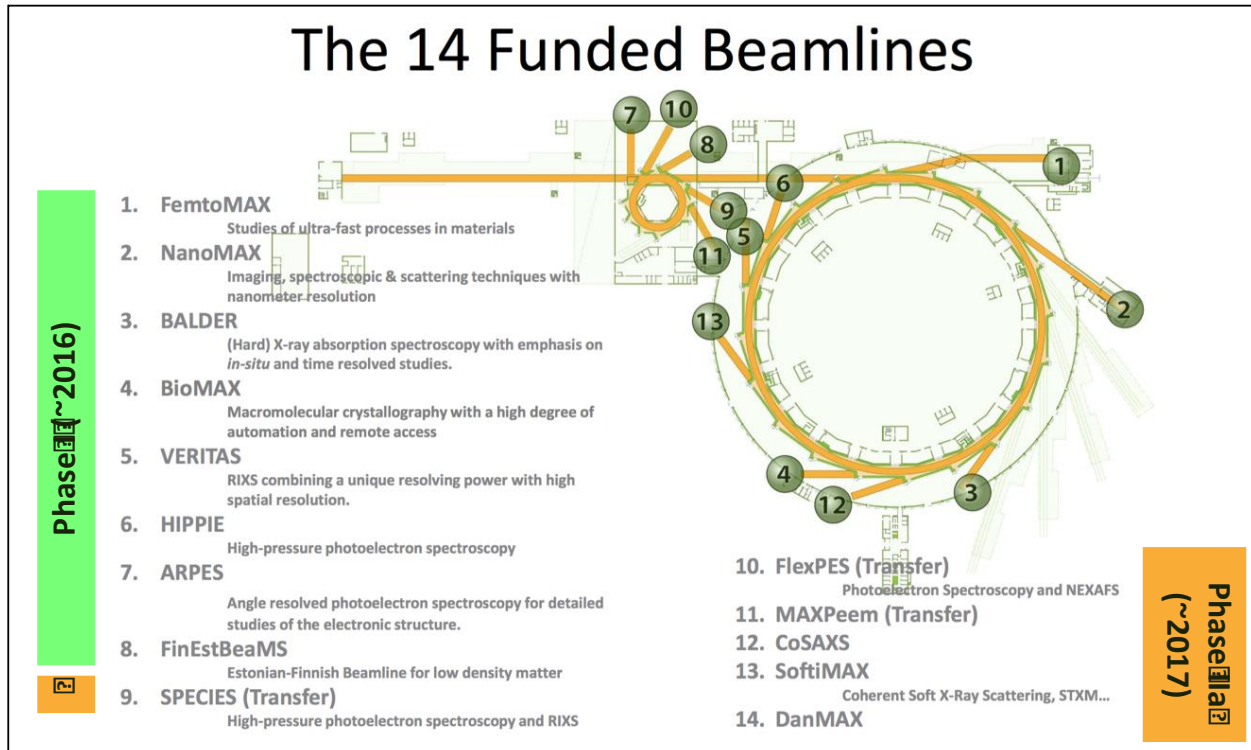 The 14 Funded Beamlines
7
10
8
1
6
9
5
11
2
13
4
12
3
Phase (~2016)
1. FemtoMAX
Studies of ultra-fast processes in materials
2. NanoMAX
Imaging, spectroscopic & scattering techniques with
nanometer resolution
3. BALDER
(Hard) X-ray absorption spectroscopy with emphasis on
in-situ and time resolved studies.
4. BioMAX
Macromolecular crystallography with a high degree of
automation and remote access
5. VERITAS
RIXS combining a unique resolving power with high
spatial resolution.
6. HIPPIE
High-pressure photoelectron spectroscopy
7. ARPES
Angle resolved photoelectron spectroscopy for detailed
studies of the electronic structure.
8. FinEstBeaMS
Estonian-Finnish Beamline for low density matter
9. SPECIES (Transfer)
High-pressure photoelectron spectroscopy and RIXS
10. FlexPES (Transfer)
Photoelectron Spectroscopy and NEXAFS
11. MAXPeem (Transfer)
12. CoSAXS
13. SoftiMAX
Coherent Soft X-Ray Scattering, STXM...
14. DanMAX
Phase
(~2017)